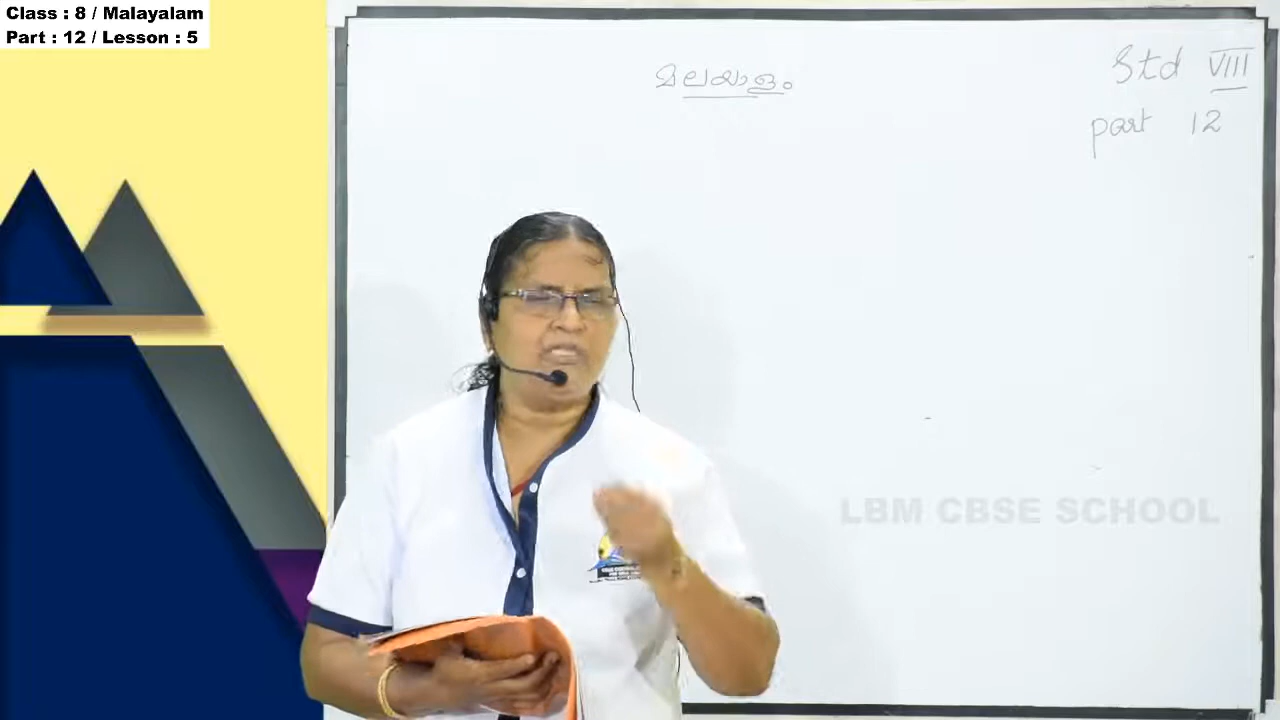 Class : 8 / Malayalam
Part : 12 / Lesson : 5
മലയാളം
Std VIII
part 12
LBM CBSE SCHOOL